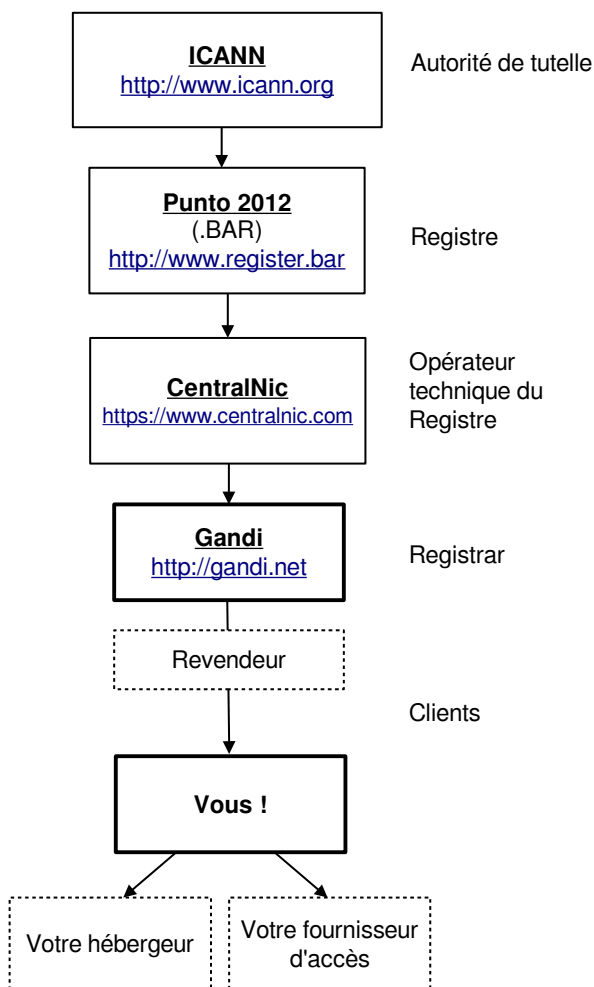 ICANN
http://www.icann.org
Autorité de tutelle
Punto 2012
(.BAR)
http://www.register.bar
Registre
CentralNic
https://www.centralnic.com
Opérateur
technique du
Registre
Gandi
http://gandi.net
Registrar
Revendeur
Clients
Vous !
Votre hébergeur
Votre fournisseur
d'accès